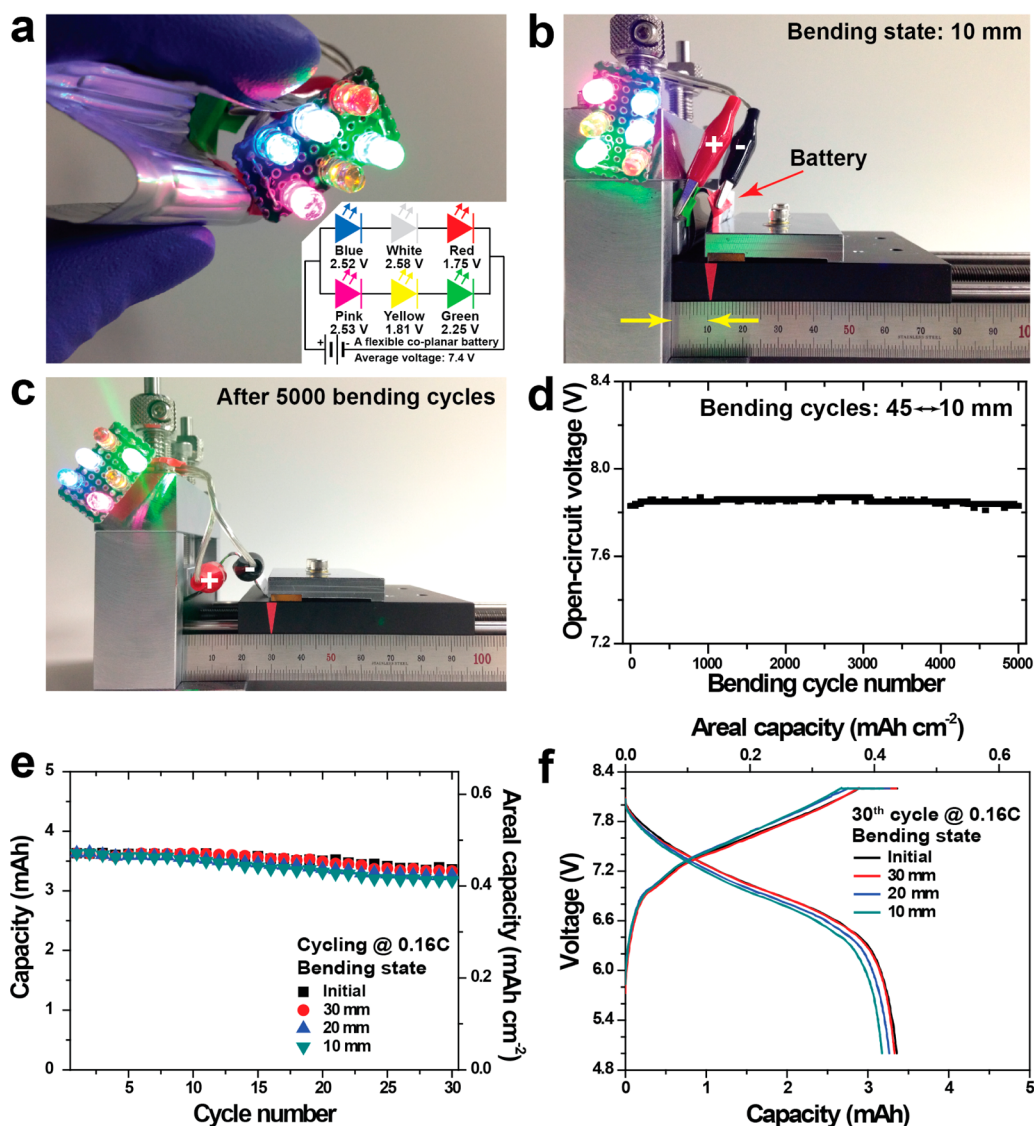 a
Blue
2.52 V
White
2.58 V
Red
1.75 V
Pink
2.53 V
Yellow
1.81 V
Green
2.25 V
+ - A flexible co-planar battery
Average voltage: 7.4 V
b
Bending state: 10 mm
+ -
Battery
10 20 30 40 50 60 70 80 90 10
STAINLESS STEEL
c
After 5000 bending cycles
+ -
10 20 30 40 50 60 70 80 90 100
STAINLESS STEEL
d
Bending cycles: 45↔10 mm
Open-circuit voltage (V)
8.4
8.0
7.6
7.2
0 1000 2000 3000 4000 5000
Bending cycle number
e
Capacity (mAh)
5
4
3
2
1
0
Cycling @ 0.16C
Bending state
Initial
30 mm
20 mm
10 mm
5 10 15 20 25 30
Cycle number
0.6
0.4
0.2
0.0
Areal capacity (mAh cm⁻²)
f
Areal capacity (mAh cm⁻²)
0.0 0.2 0.4 0.6
Voltage (V)
8.4
7.8
7.2
6.6
6.0
5.4
4.8
30th cycle @ 0.16C
Bending state
Initial
30 mm
20 mm
10 mm
0 1 2 3 4 5
Capacity (mAh)